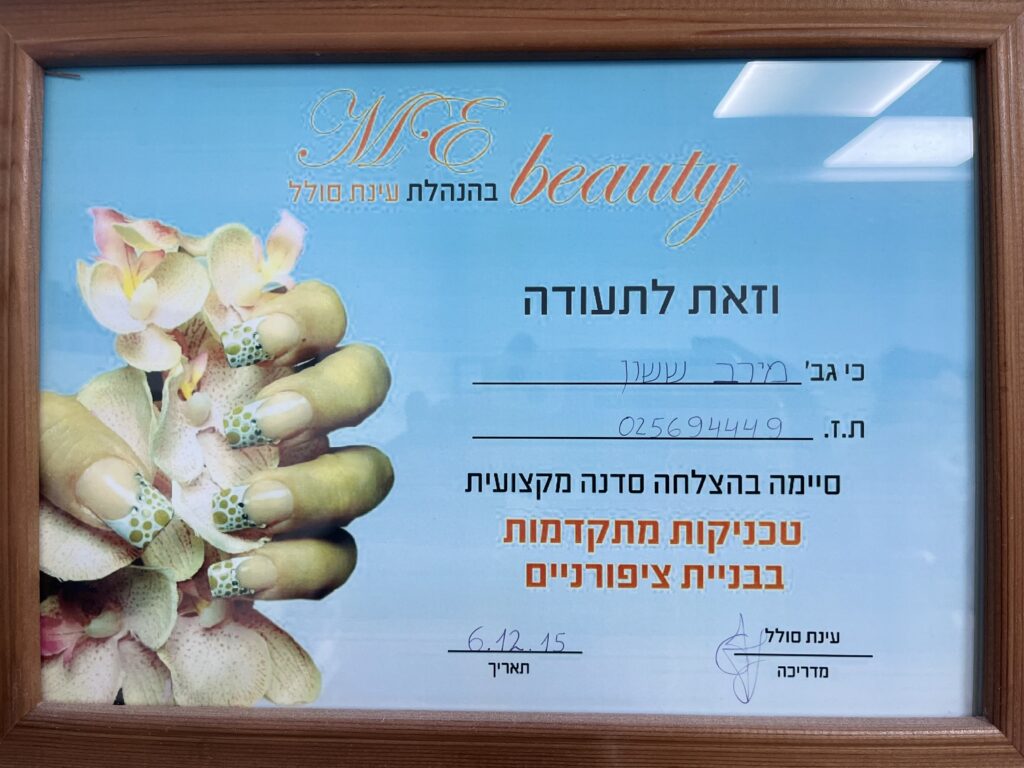 ME beauty
בהנהלת עינת סולל
וזאת לתעודה
כי גב' מירב ששון
ת.ז. 025694449
סיימה בהצלחה סדנה מקצועית
טכניקות מתקדמות
בבניית ציפורניים
עינת סולל
מדריכה
6.12.15
תאריך